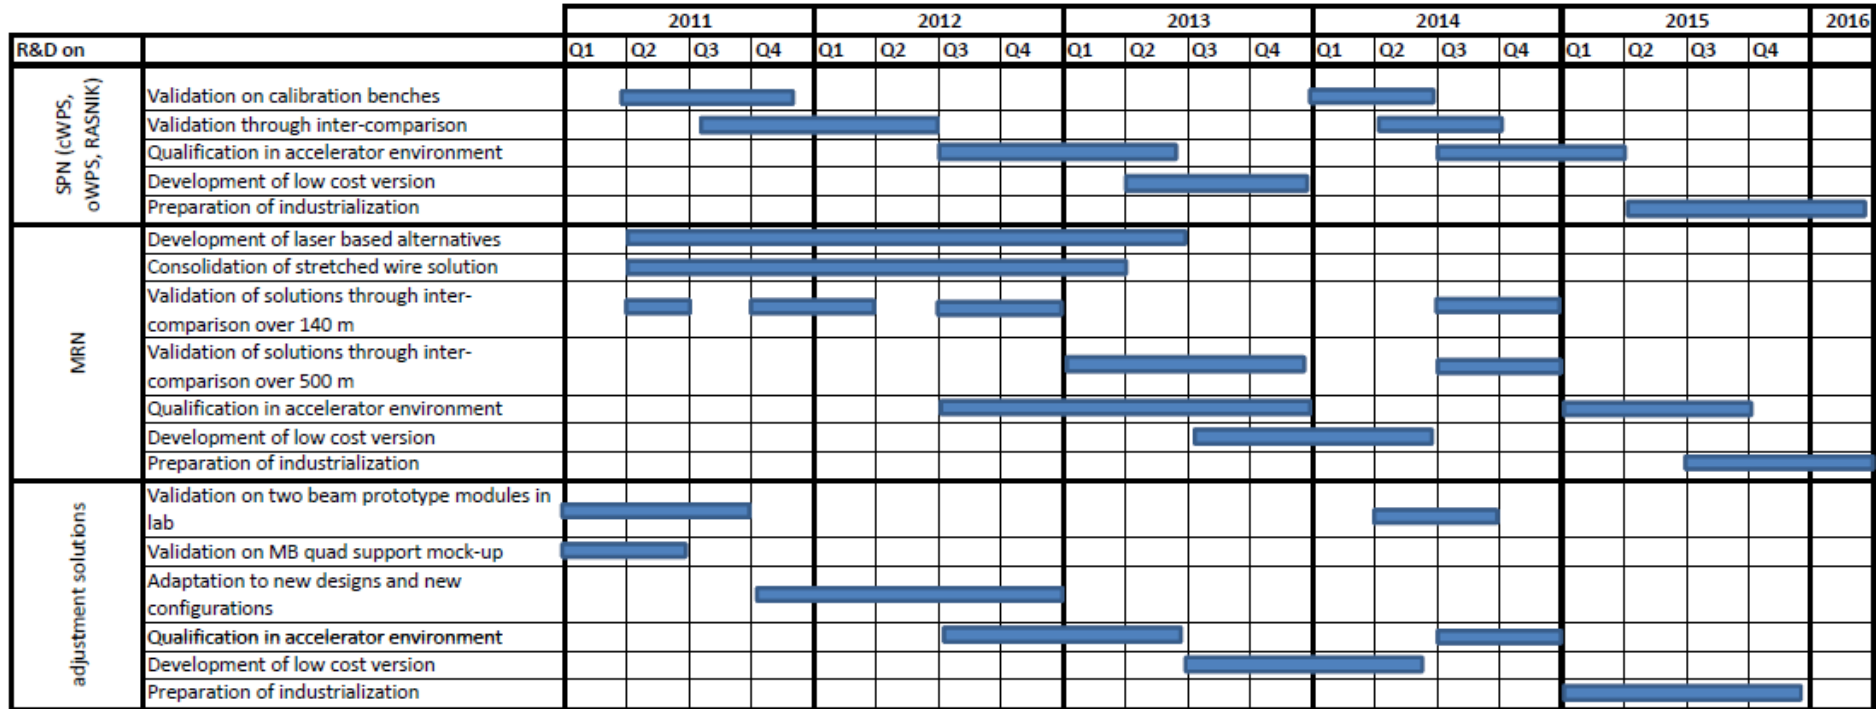 2011 2012 2013 2014 2015 2016
R&D on Q1 Q2 Q3 Q4 Q1 Q2 Q3 Q4 Q1 Q2 Q3 Q4 Q1 Q2 Q3 Q4 Q1 Q2 Q3 Q4
SPN (cWPS,
oWPS, RASNIK)
Validation on calibration benches
Validation through inter-comparison
Qualification in accelerator environment
Development of low cost version
Preparation of industrialization
MRN
Development of laser based alternatives
Consolidation of stretched wire solution
Validation of solutions through inter-
comparison over 140 m
Validation of solutions through inter-
comparison over 500 m
Qualification in accelerator environment
Development of low cost version
Preparation of industrialization
adjustment solutions
Validation on two beam prototype modules in
lab
Validation on MB quad support mock-up
Adaptation to new designs and new
configurations
Qualification in accelerator environment
Development of low cost version
Preparation of industrialization